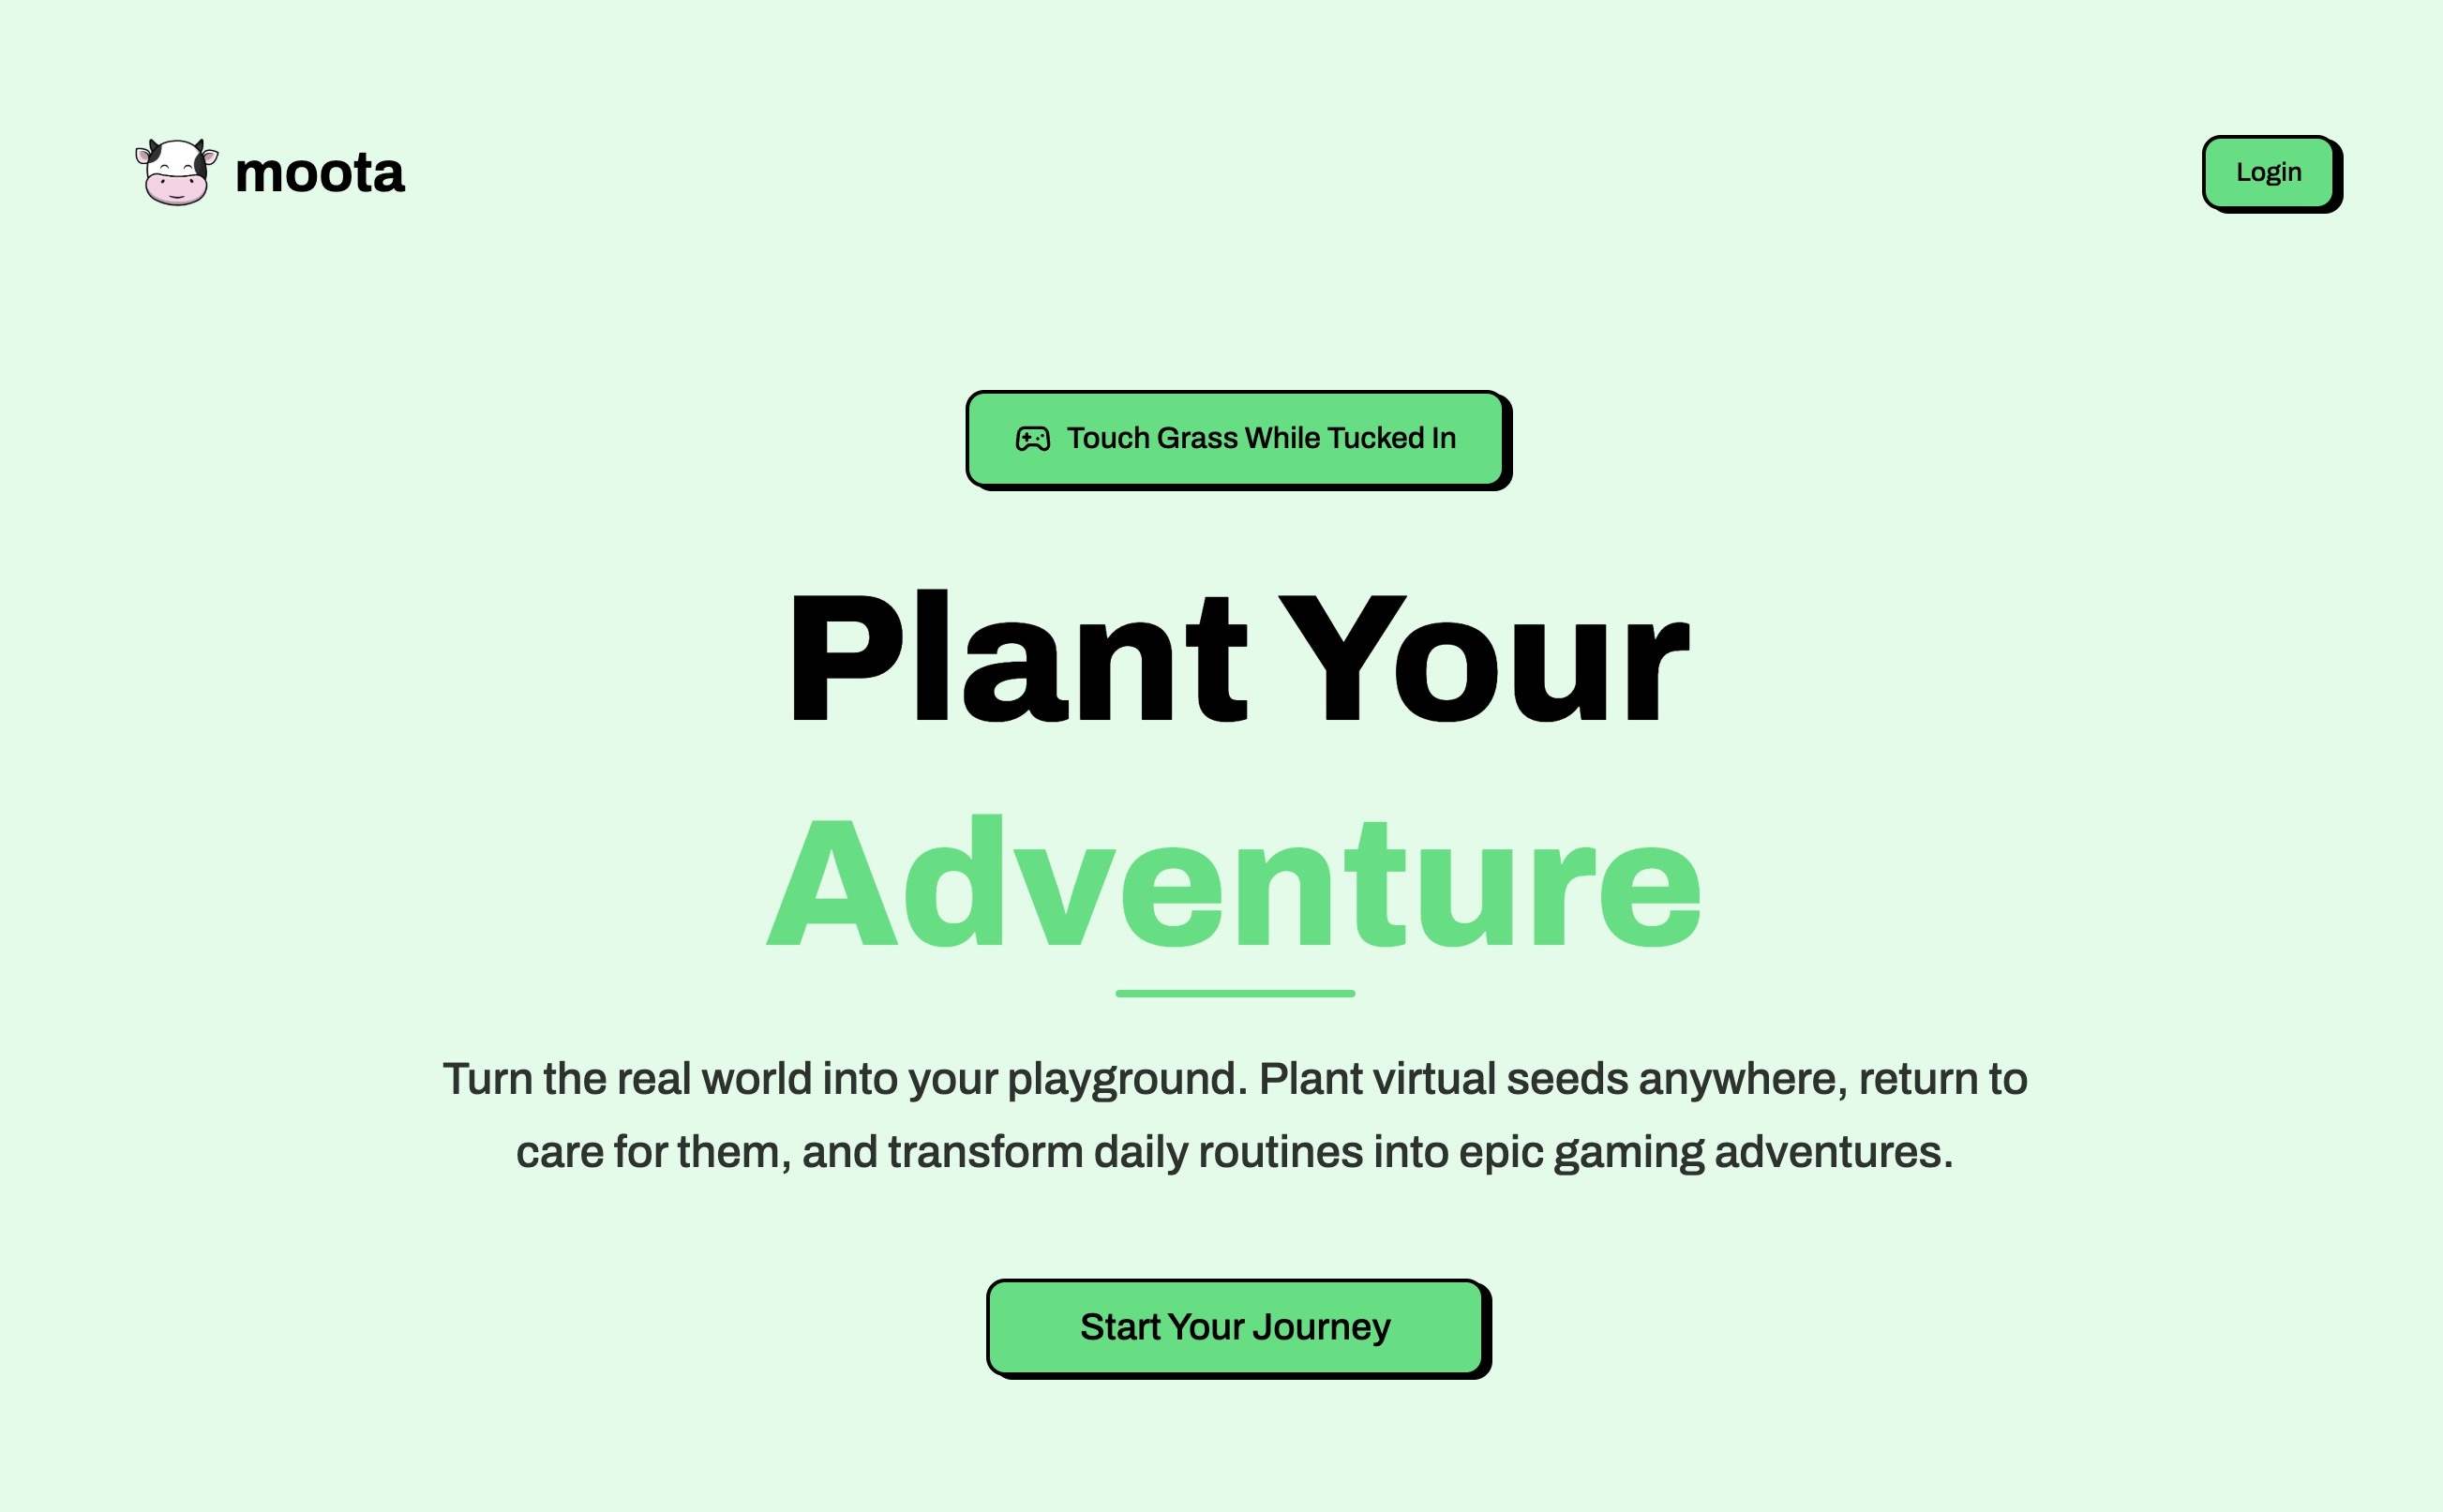 moota
Login
Touch Grass While Tucked In
Plant Your
Adventure
Turn the real world into your playground. Plant virtual seeds anywhere, return to
care for them, and transform daily routines into epic gaming adventures.
Start Your Journey